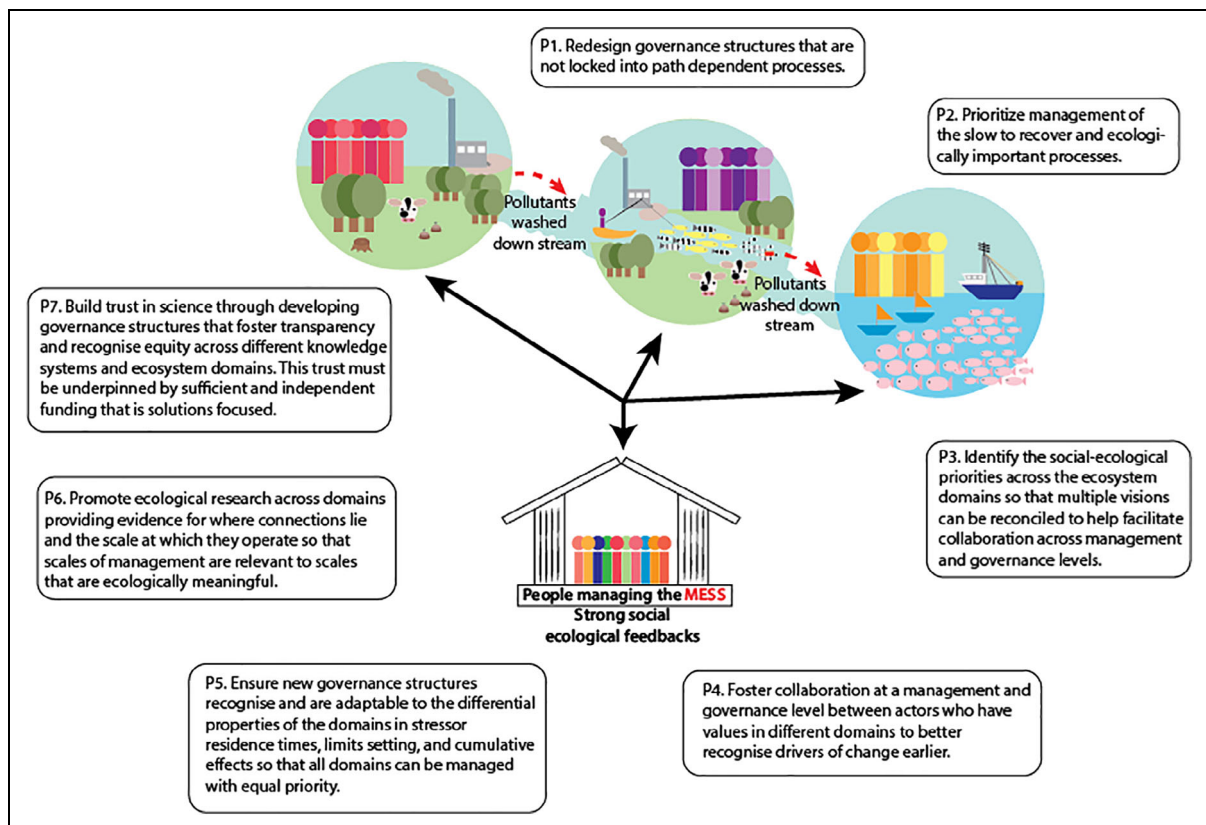 P1. Redesign governance structures that are
not locked into path dependent processes.
P2. Prioritize management of
the slow to recover and ecologi-
cally important processes.
Pollutants
washed
down stream
Pollutants
washed down
stream
P7. Build trust in science through developing
governance structures that foster transparency
and recognise equity across different knowledge
systems and ecosystem domains. This trust must
be underpinned by sufficient and independent
funding that is solutions focused.
P3. Identify the social-ecological
priorities across the ecosystem
domains so that multiple visions
can be reconciled to help facilitate
collaboration across management
and governance levels.
P6. Promote ecological research across domains
providing evidence for where connections lie
and the scale at which they operate so that
scales of management are relevant to scales
that are ecologically meaningful.
People managing the MESS
Strong social
ecological feedbacks
P5. Ensure new governance structures
recognise and are adaptable to the differential
properties of the domains in stressor
residence times, limits setting, and cumulative
effects so that all domains can be managed
with equal priority.
P4. Foster collaboration at a management and
governance level between actors who have
values in different domains to better
recognise drivers of change earlier.